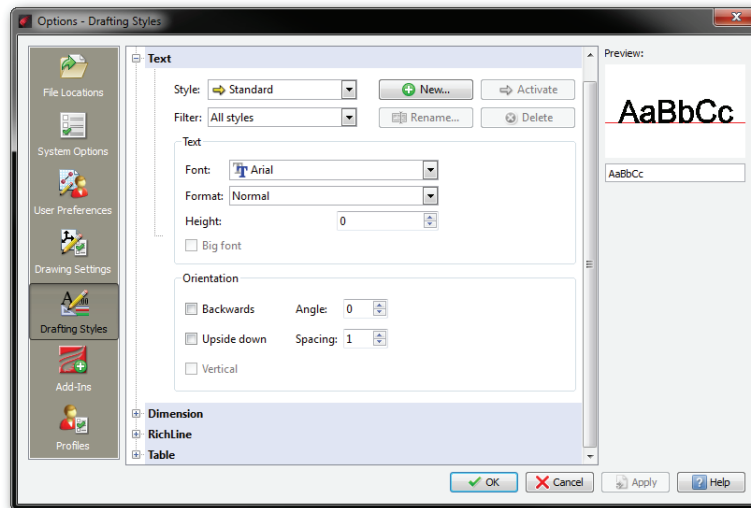 Options - Drafting Styles
File Locations
System Options
User Preferences
Drawing Settings
Drafting Styles
Add-Ins
Profiles
Text
Style: Standard New... Activate
Filter: All styles Rename... Delete
Text
Font: Arial
Format: Normal
Height: 0
Big font
Orientation
Backwards Angle: 0
Upside down Spacing: 1
Vertical
Dimension
RichLine
Table
Preview:
AaBbCc
AaBbCc
OK Cancel Apply Help